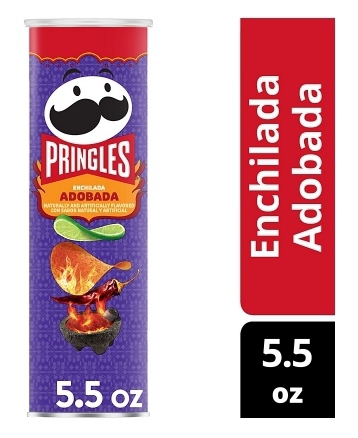 PRINGLES
ENCHILADA
ADOBADA
NATURALLY AND ARTIFICIALLY FLAVORED
CON SABOR NATURAL Y ARTIFICIAL
5.5 oz
Enchilada
Adobada
5.5
oz